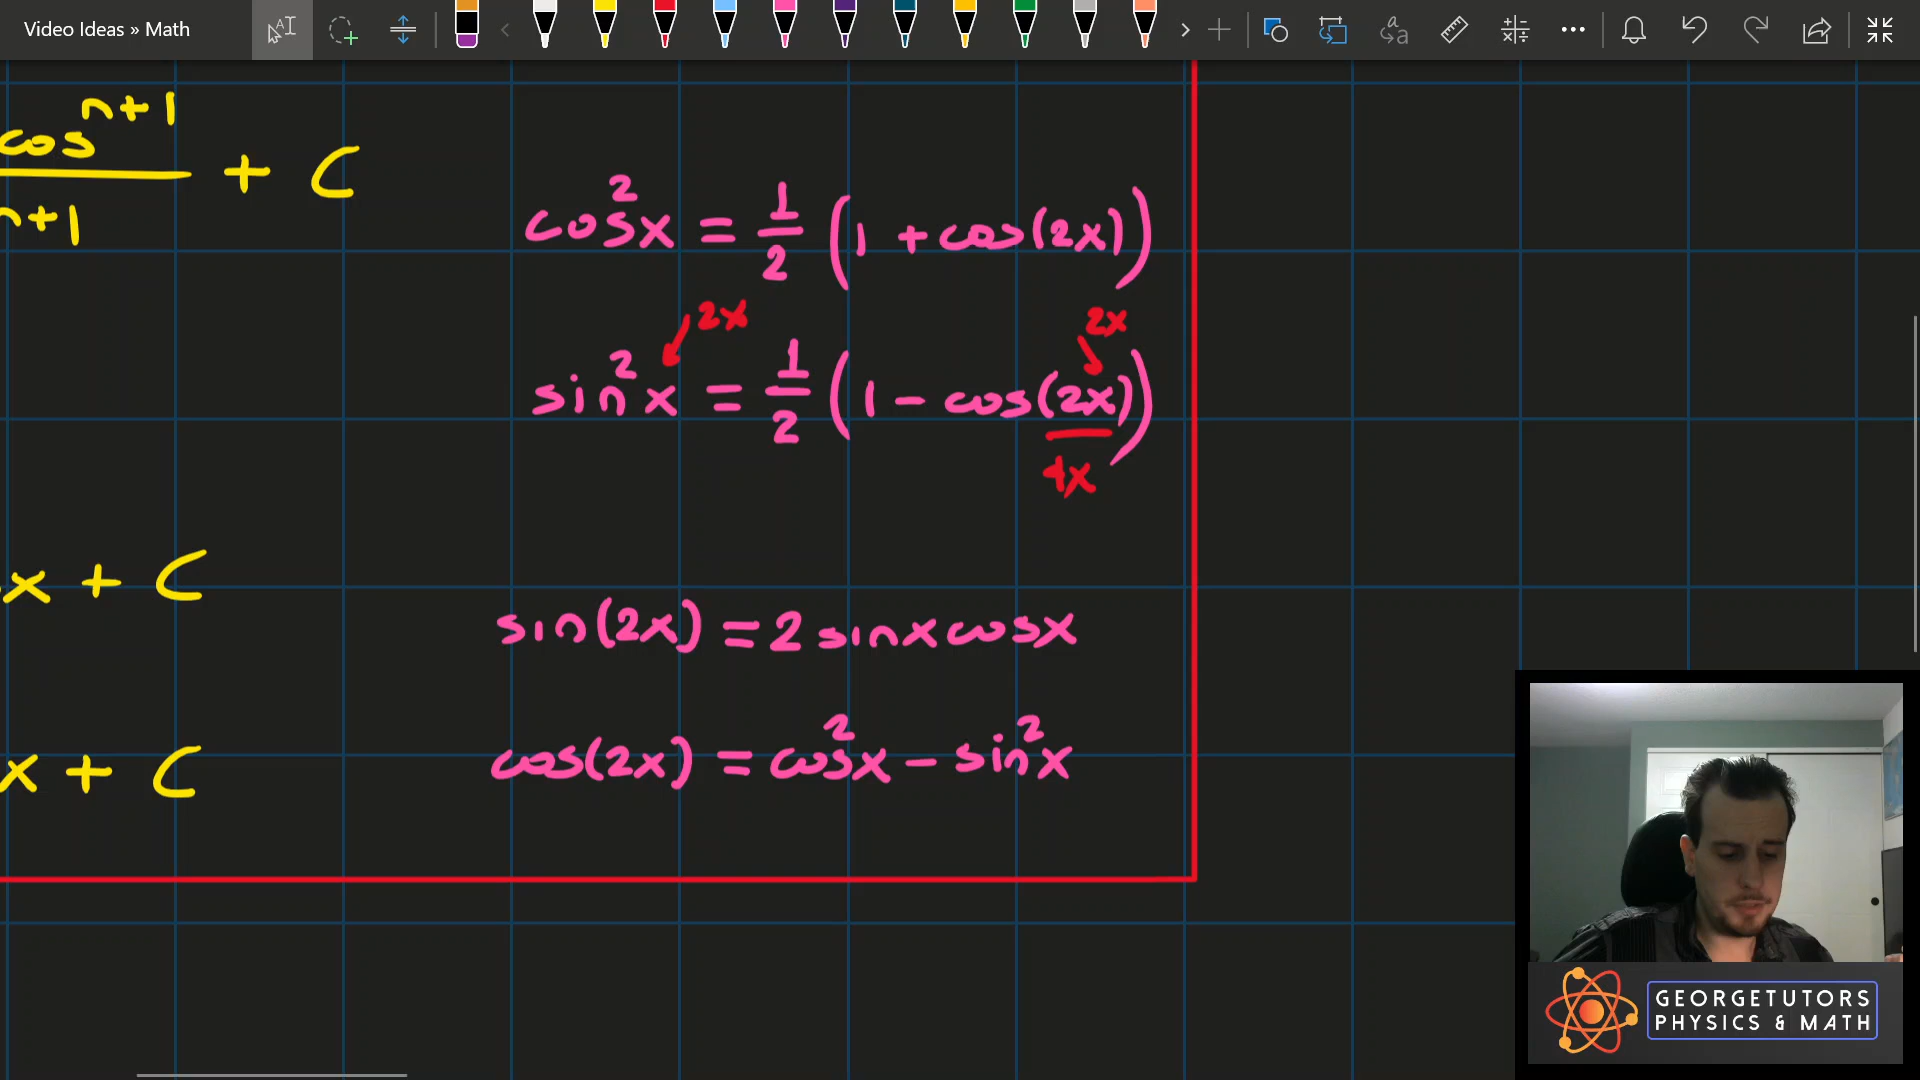 Video Ideas » Math
cos^{n+1}
n+1
+ C
cos²x = 1/2 (1 + cos(2x))
2x
2x
sin²x = 1/2 (1 - cos(2x))
4x
x + C
sin(2x) = 2 sinx cosx
cos(2x) = cos²x - sin²x
x + C
GEORGETUTORS
PHYSICS & MATH